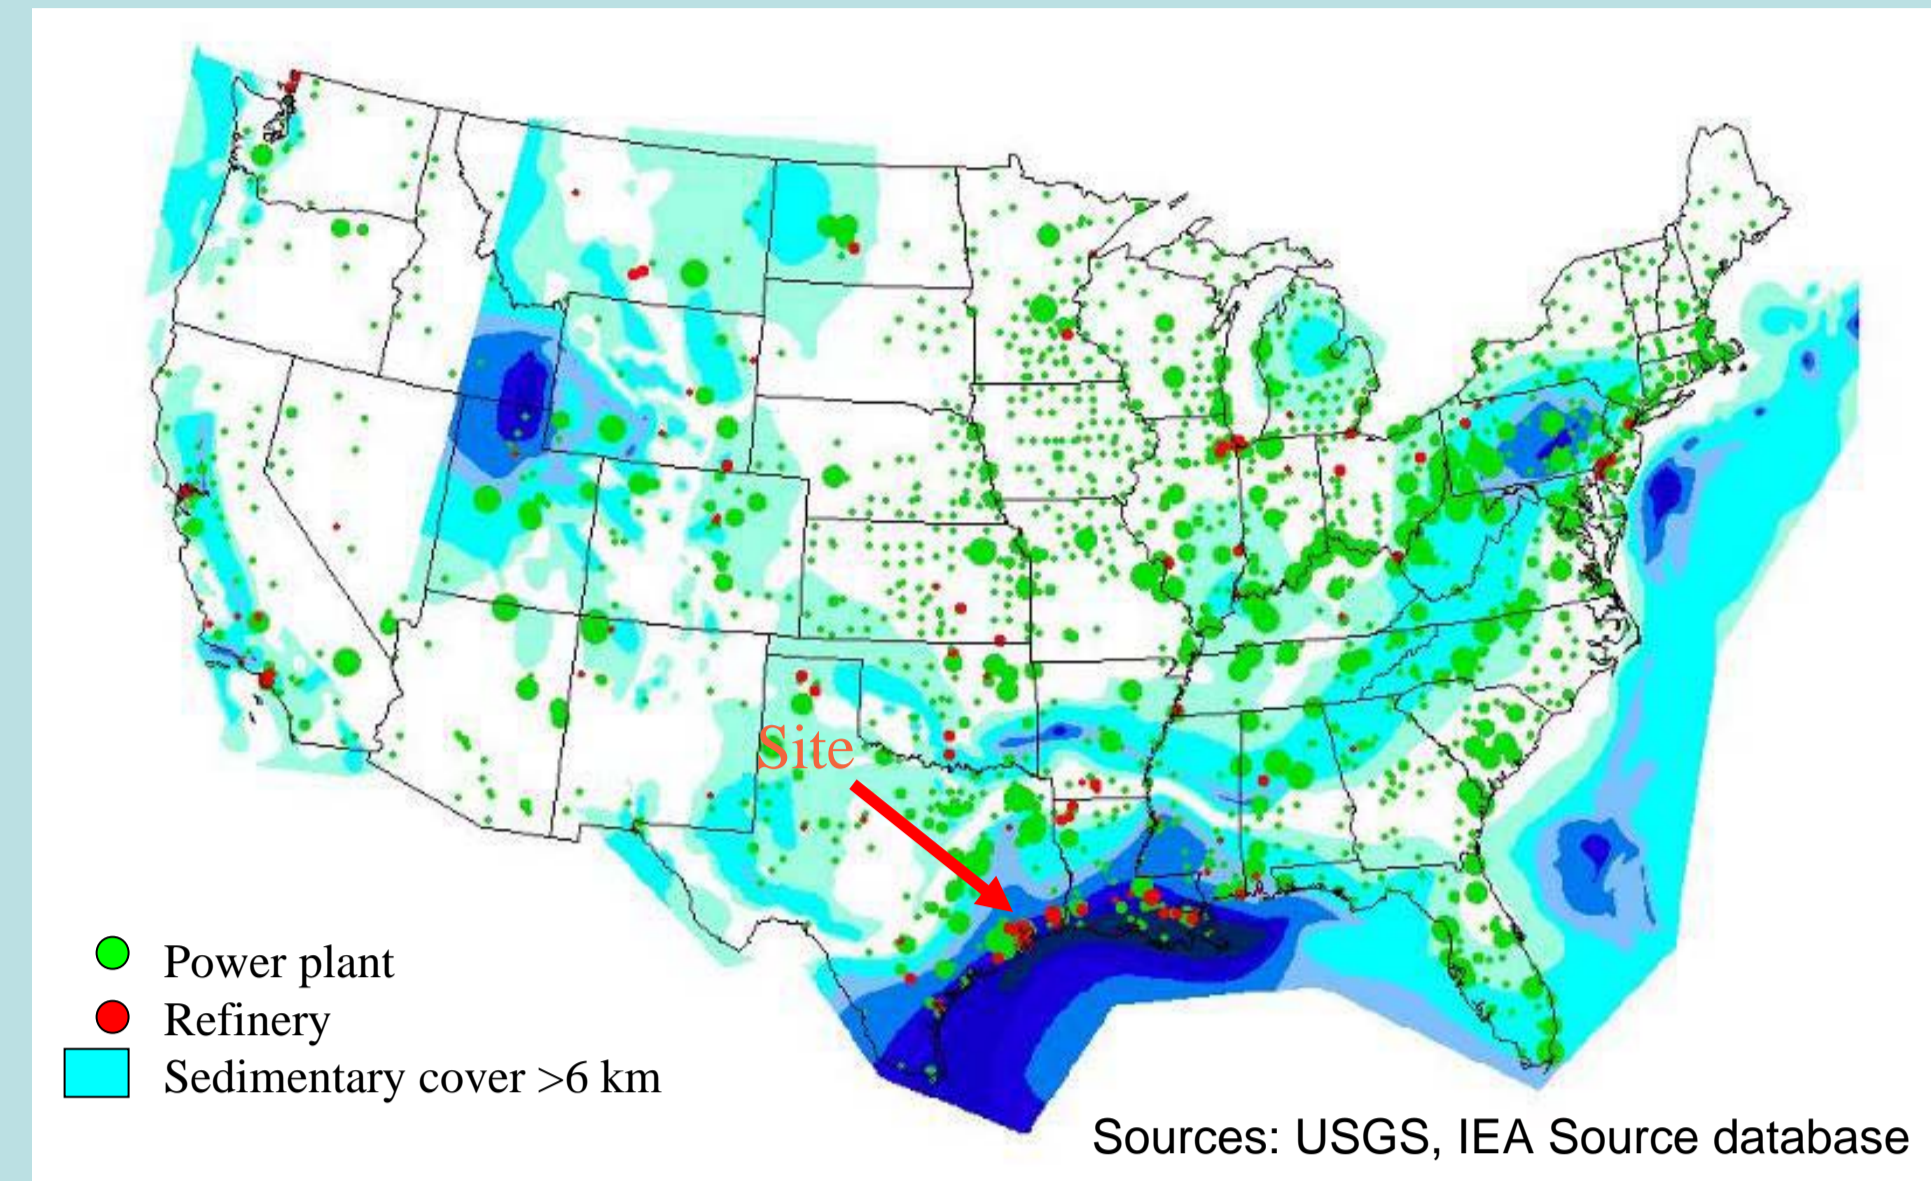 Site
Power plant
Refinery
Sedimentary cover >6 km
Sources: USGS, IEA Source database